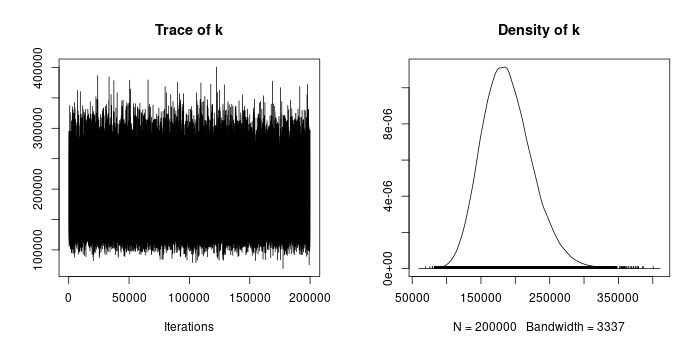 Trace of k
400000
300000
200000
100000
0 50000 100000 150000 200000
Iterations
Density of k
8e-06
4e-06
0e+00
50000 150000 250000 350000
N = 200000 Bandwidth = 3337